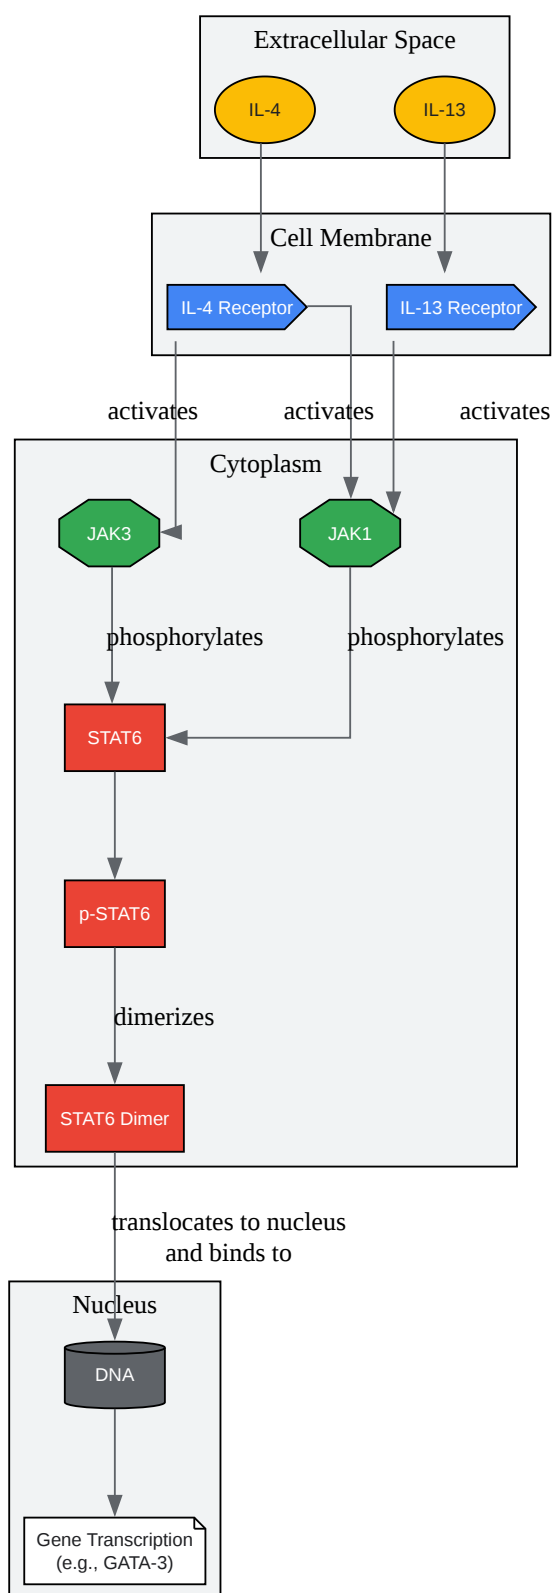 Extracellular Space
IL-4
IL-13
Cell Membrane
IL-4 Receptor
IL-13 Receptor
activates
activates
activates
Cytoplasm
JAK3
JAK1
phosphorylates
phosphorylates
STAT6
p-STAT6
dimerizes
STAT6 Dimer
translocates to nucleus
and binds to
Nucleus
DNA
Gene Transcription
(e.g., GATA-3)